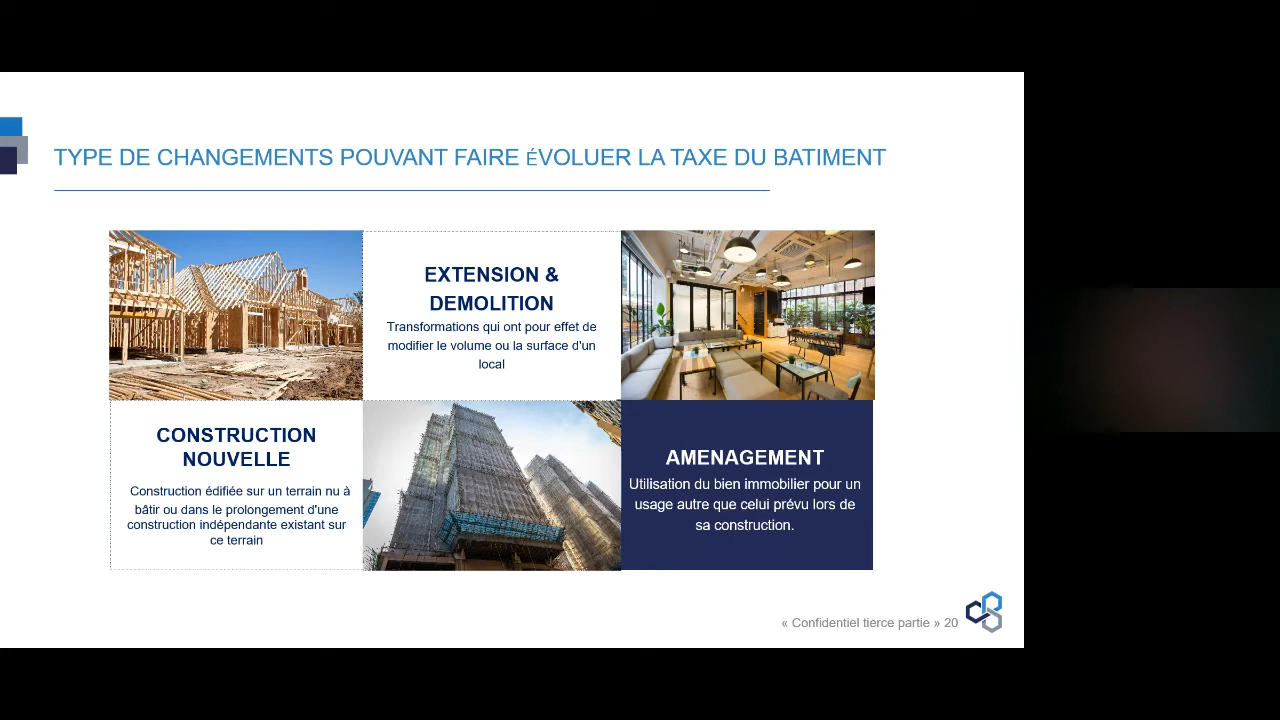 TYPE DE CHANGEMENTS POUVANT FAIRE ÉVOLUER LA TAXE DU BATIMENT
EXTENSION &
DEMOLITION
Transformations qui ont pour effet de
modifier le volume ou la surface d'un
local
CONSTRUCTION
NOUVELLE
Construction édifiée sur un terrain nu à
bâtir ou dans le prolongement d'une
construction indépendante existant sur
ce terrain
AMENAGEMENT
Utilisation du bien immobilier pour un
usage autre que celui prévu lors de
sa construction.
« Confidentiel tierce partie » 20